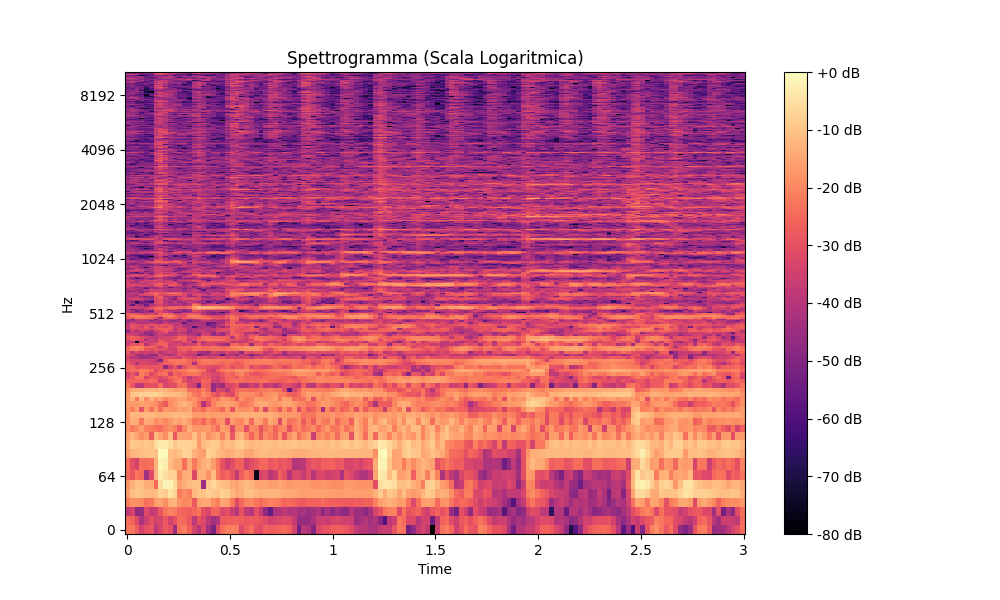 Spettrogramma (Scala Logaritmica)
Hz
8192
4096
2048
1024
512
256
128
64
0
0 0.5 1 1.5 2 2.5 3
Time
+0 dB
-10 dB
-20 dB
-30 dB
-40 dB
-50 dB
-60 dB
-70 dB
-80 dB